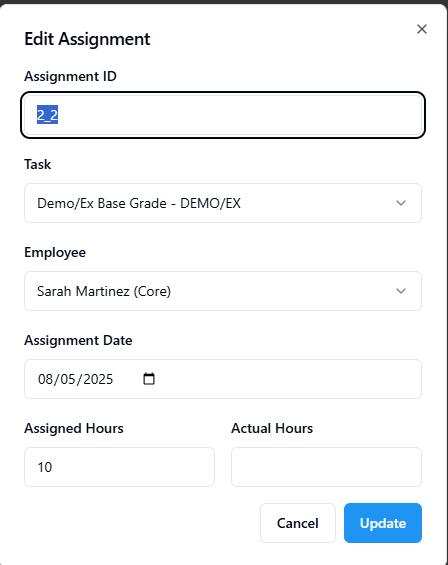 Edit Assignment
Assignment ID
2_2
Task
Demo/Ex Base Grade - DEMO/EX
Employee
Sarah Martinez (Core)
Assignment Date
08/05/2025
Assigned Hours Actual Hours
10
Cancel Update